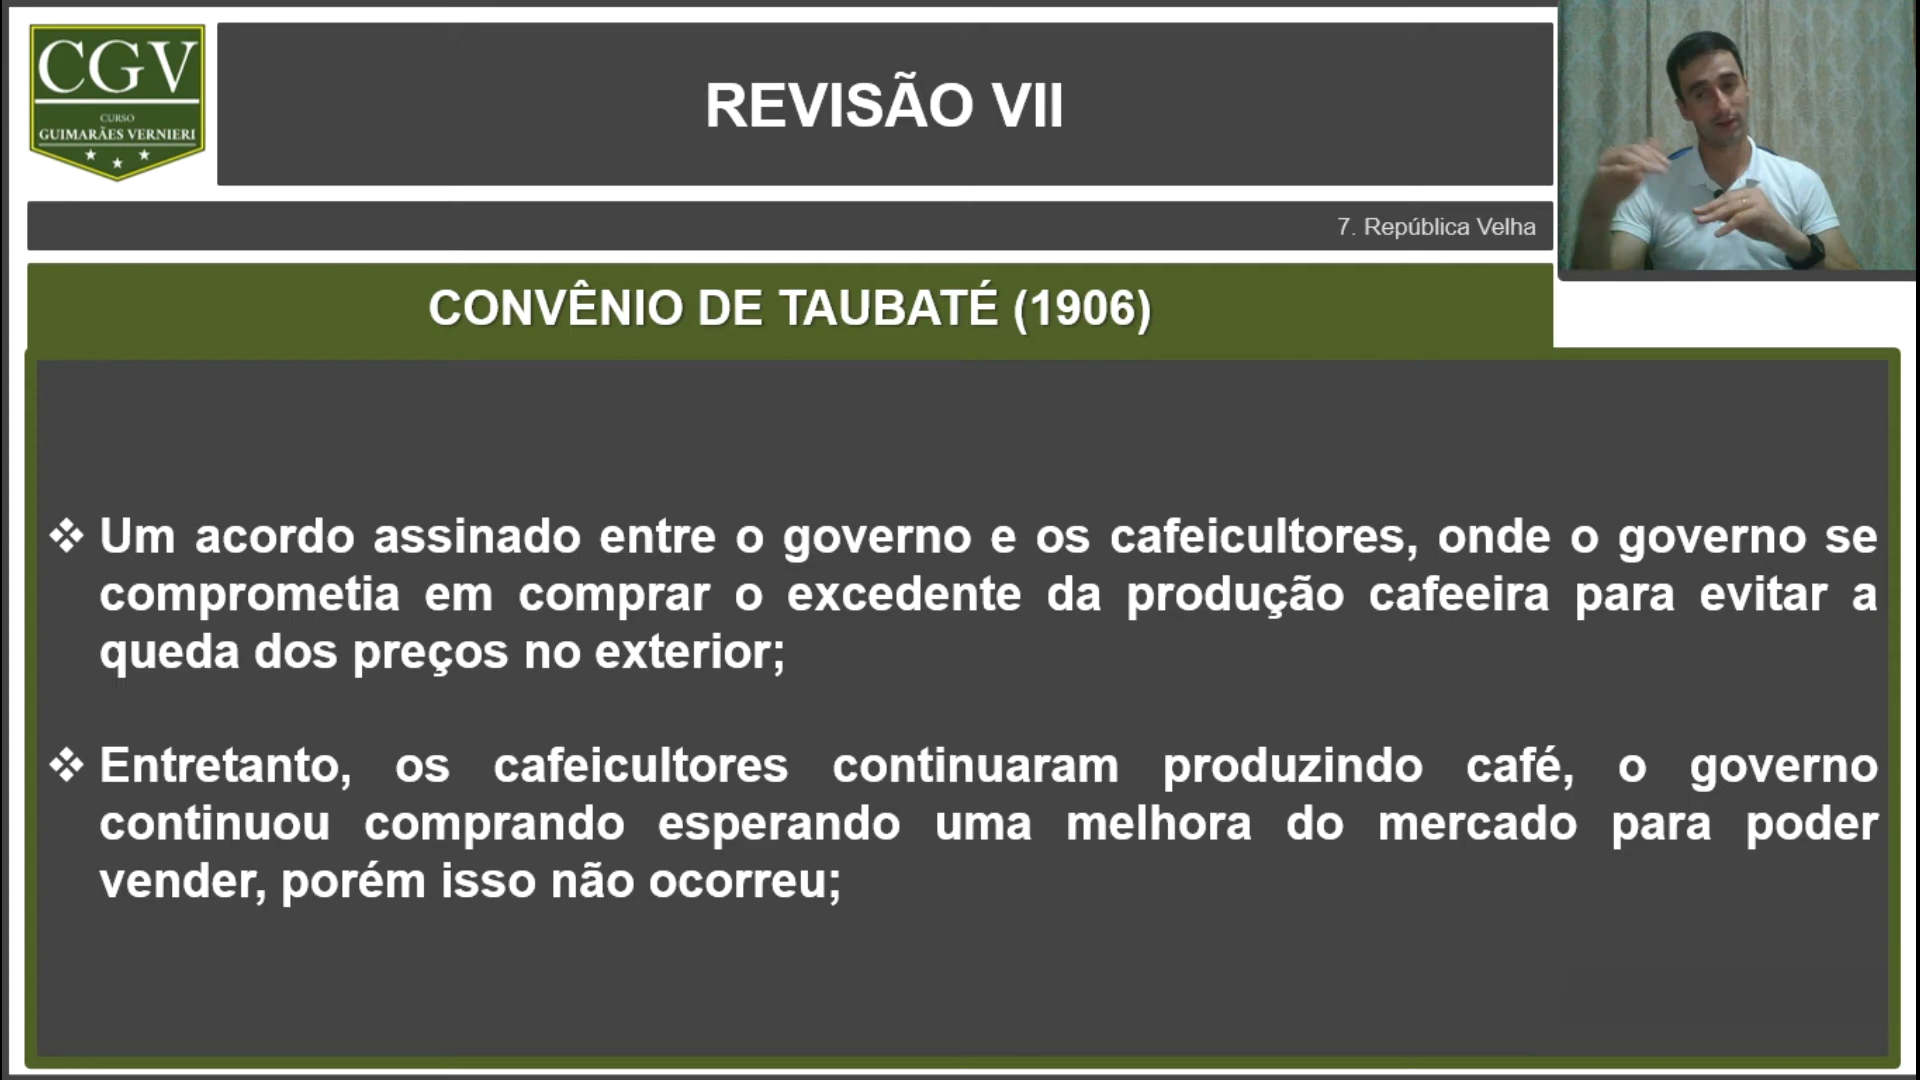 CGV
CURSO
GUIMARÃES VERNIERI
REVISÃO VII
7. República Velha
CONVÊNIO DE TAUBATÉ (1906)
❖ Um acordo assinado entre o governo e os cafeicultores, onde o governo se
comprometia em comprar o excedente da produção cafeeira para evitar a
queda dos preços no exterior;
❖ Entretanto, os cafeicultores continuaram produzindo café, o governo
continuou comprando esperando uma melhora do mercado para poder
vender, porém isso não ocorreu;